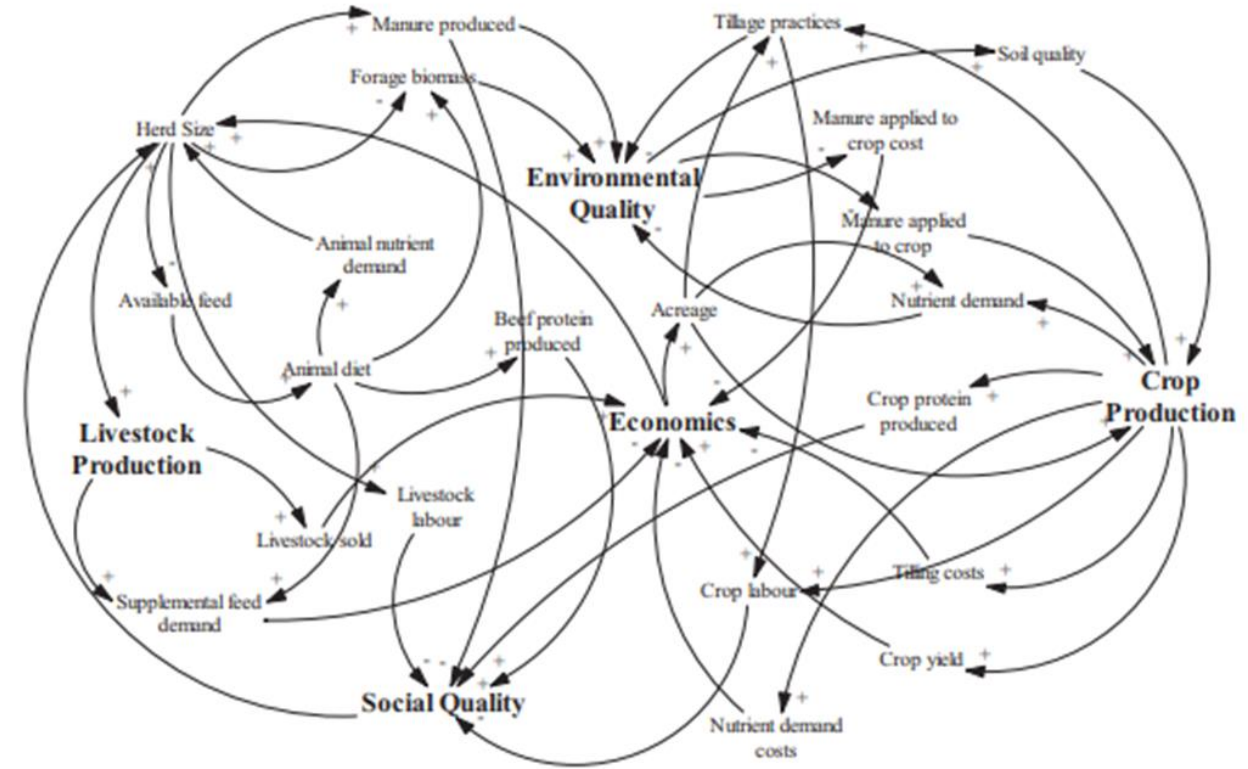 Manure produced
Tillage practices
Soil quality
Forage biomass
Herd Size
Manure applied to
crop cost
Environmental
Quality
Manure applied
to crop
Animal nutrient
demand
Available feed
Nutrient demand
Acreage
Beef protein
produced
Animal diet
Crop
Production
Crop protein
produced
Economics
Livestock
Production
Livestock
labour
Livestock sold
Tilling costs
Supplemental feed
demand
Crop labour
Crop yield
Social Quality
Nutrient demand
costs